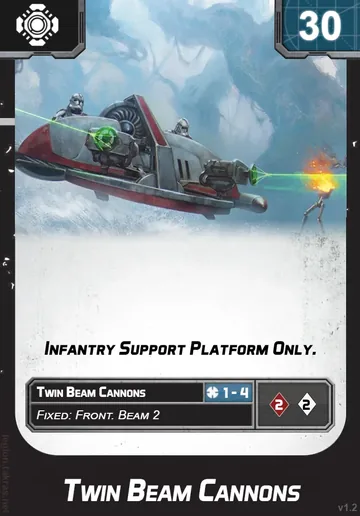 30
INFANTRY SUPPORT PLATFORM ONLY.
TWIN BEAM CANNONS 1-4
FIXED: FRONT. BEAM 2
2 2
TWIN BEAM CANNONS
v1.2